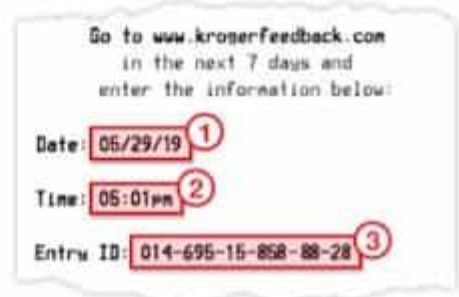 Go to www.krogerfeedback.com
in the next 7 days and
enter the information below:
Date: 05/29/19 1
Time: 05:01pm 2
Entry ID: 014-695-15-858-88-28 3